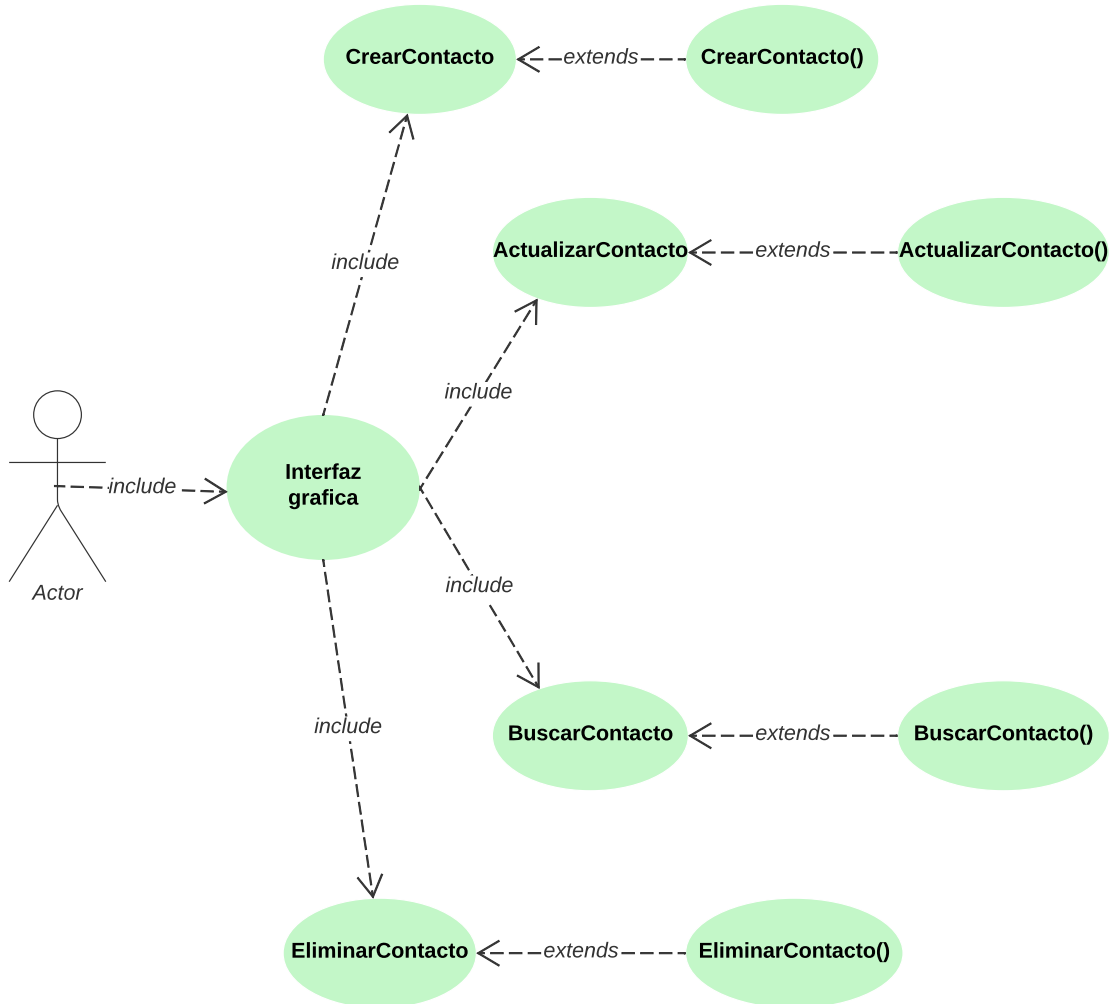 CrearContacto
extends
CrearContacto()
include
ActualizarContacto
extends
ActualizarContacto()
include
Interfaz
grafica
include
Actor
include
BuscarContacto
extends
BuscarContacto()
include
EliminarContacto
extends
EliminarContacto()